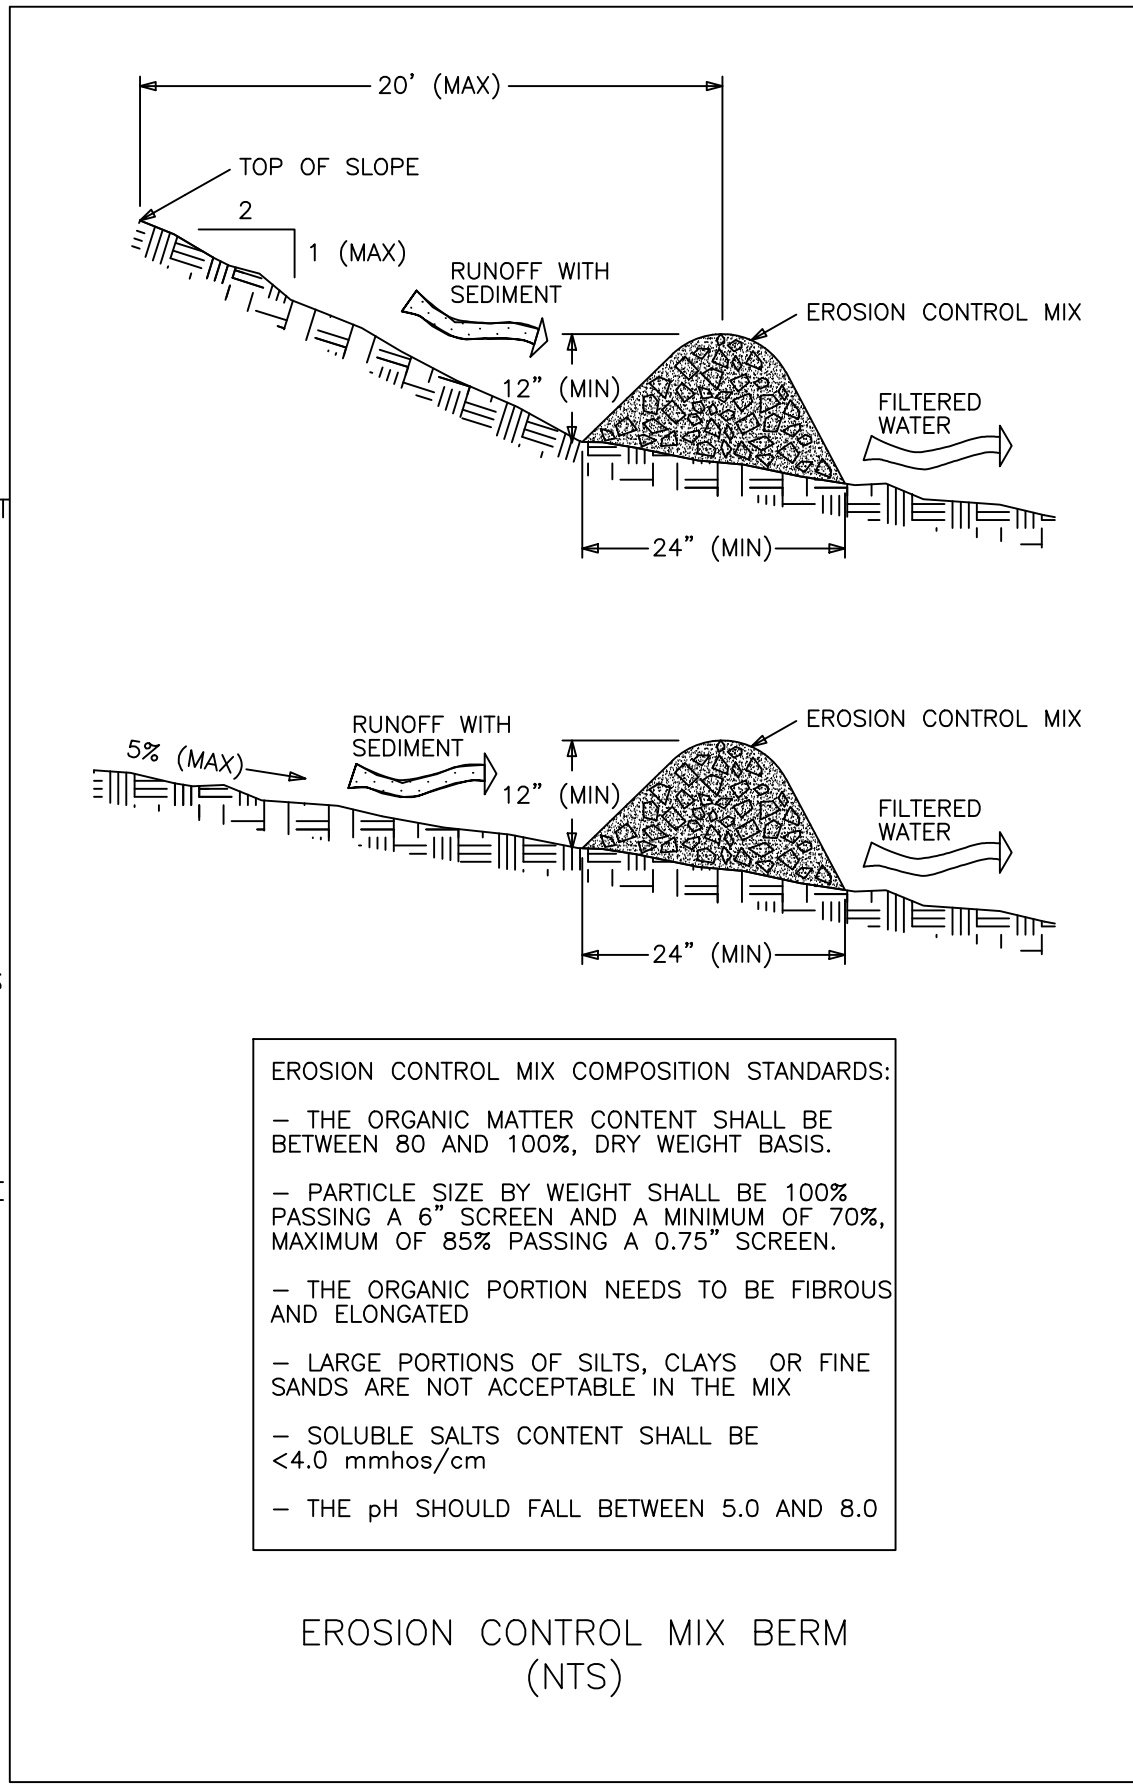 20' (MAX)
TOP OF SLOPE
2
1 (MAX)
RUNOFF WITH
SEDIMENT
EROSION CONTROL MIX
12" (MIN)
FILTERED
WATER
24" (MIN)
T
RUNOFF WITH
SEDIMENT
EROSION CONTROL MIX
5% (MAX)
12" (MIN)
FILTERED
WATER
24" (MIN)
EROSION CONTROL MIX COMPOSITION STANDARDS:
– THE ORGANIC MATTER CONTENT SHALL BE
BETWEEN 80 AND 100%, DRY WEIGHT BASIS.
– PARTICLE SIZE BY WEIGHT SHALL BE 100%
PASSING A 6" SCREEN AND A MINIMUM OF 70%,
MAXIMUM OF 85% PASSING A 0.75" SCREEN.
– THE ORGANIC PORTION NEEDS TO BE FIBROUS
AND ELONGATED
– LARGE PORTIONS OF SILTS, CLAYS  OR FINE
SANDS ARE NOT ACCEPTABLE IN THE MIX
– SOLUBLE SALTS CONTENT SHALL BE
<4.0 mmhos/cm
– THE pH SHOULD FALL BETWEEN 5.0 AND 8.0
EROSION CONTROL MIX BERM
(NTS)